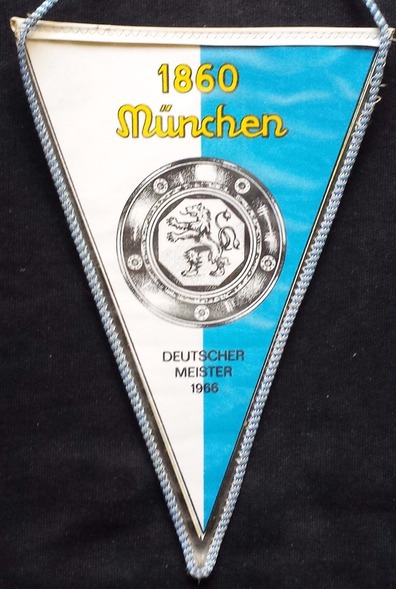 1860
München
DEUTSCHER
MEISTER
1966